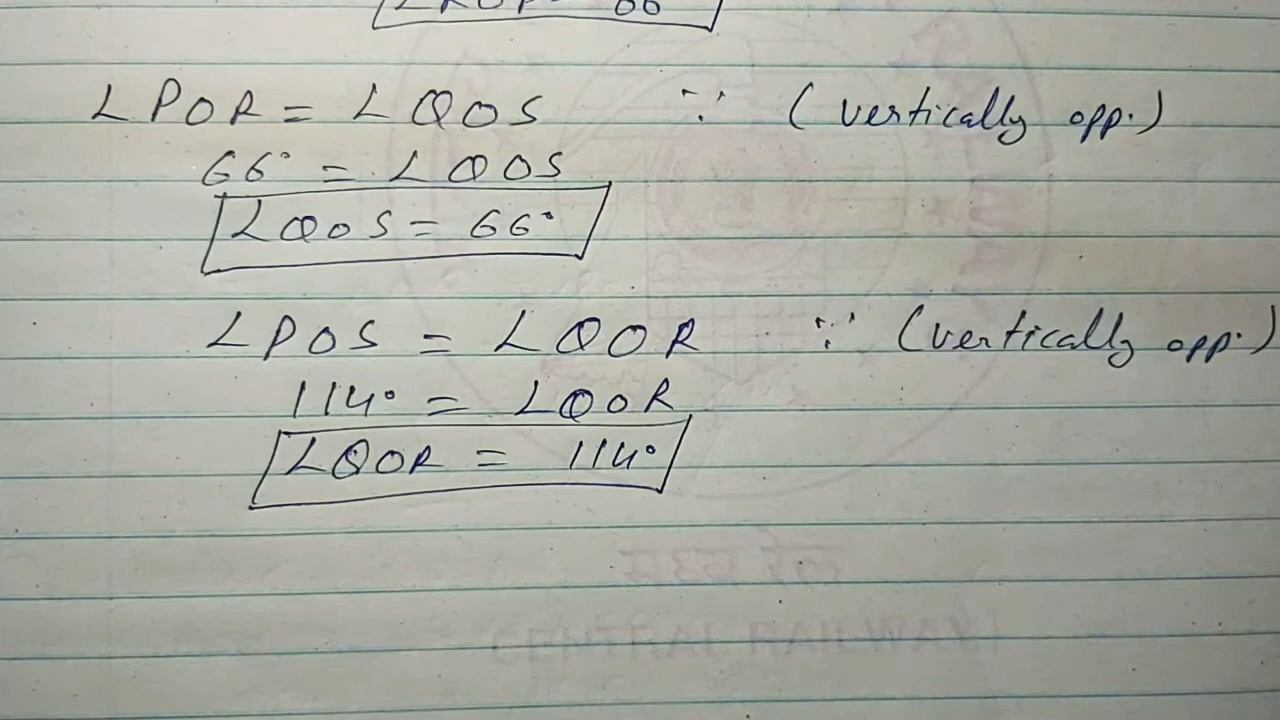 ∠POR = ∠QOS ∵ (vertically opp.)
66° = ∠QOS
∠QOS = 66°
∠POS = ∠QOR ∵ (vertically opp.)
114° = ∠QOR
∠QOR = 114°